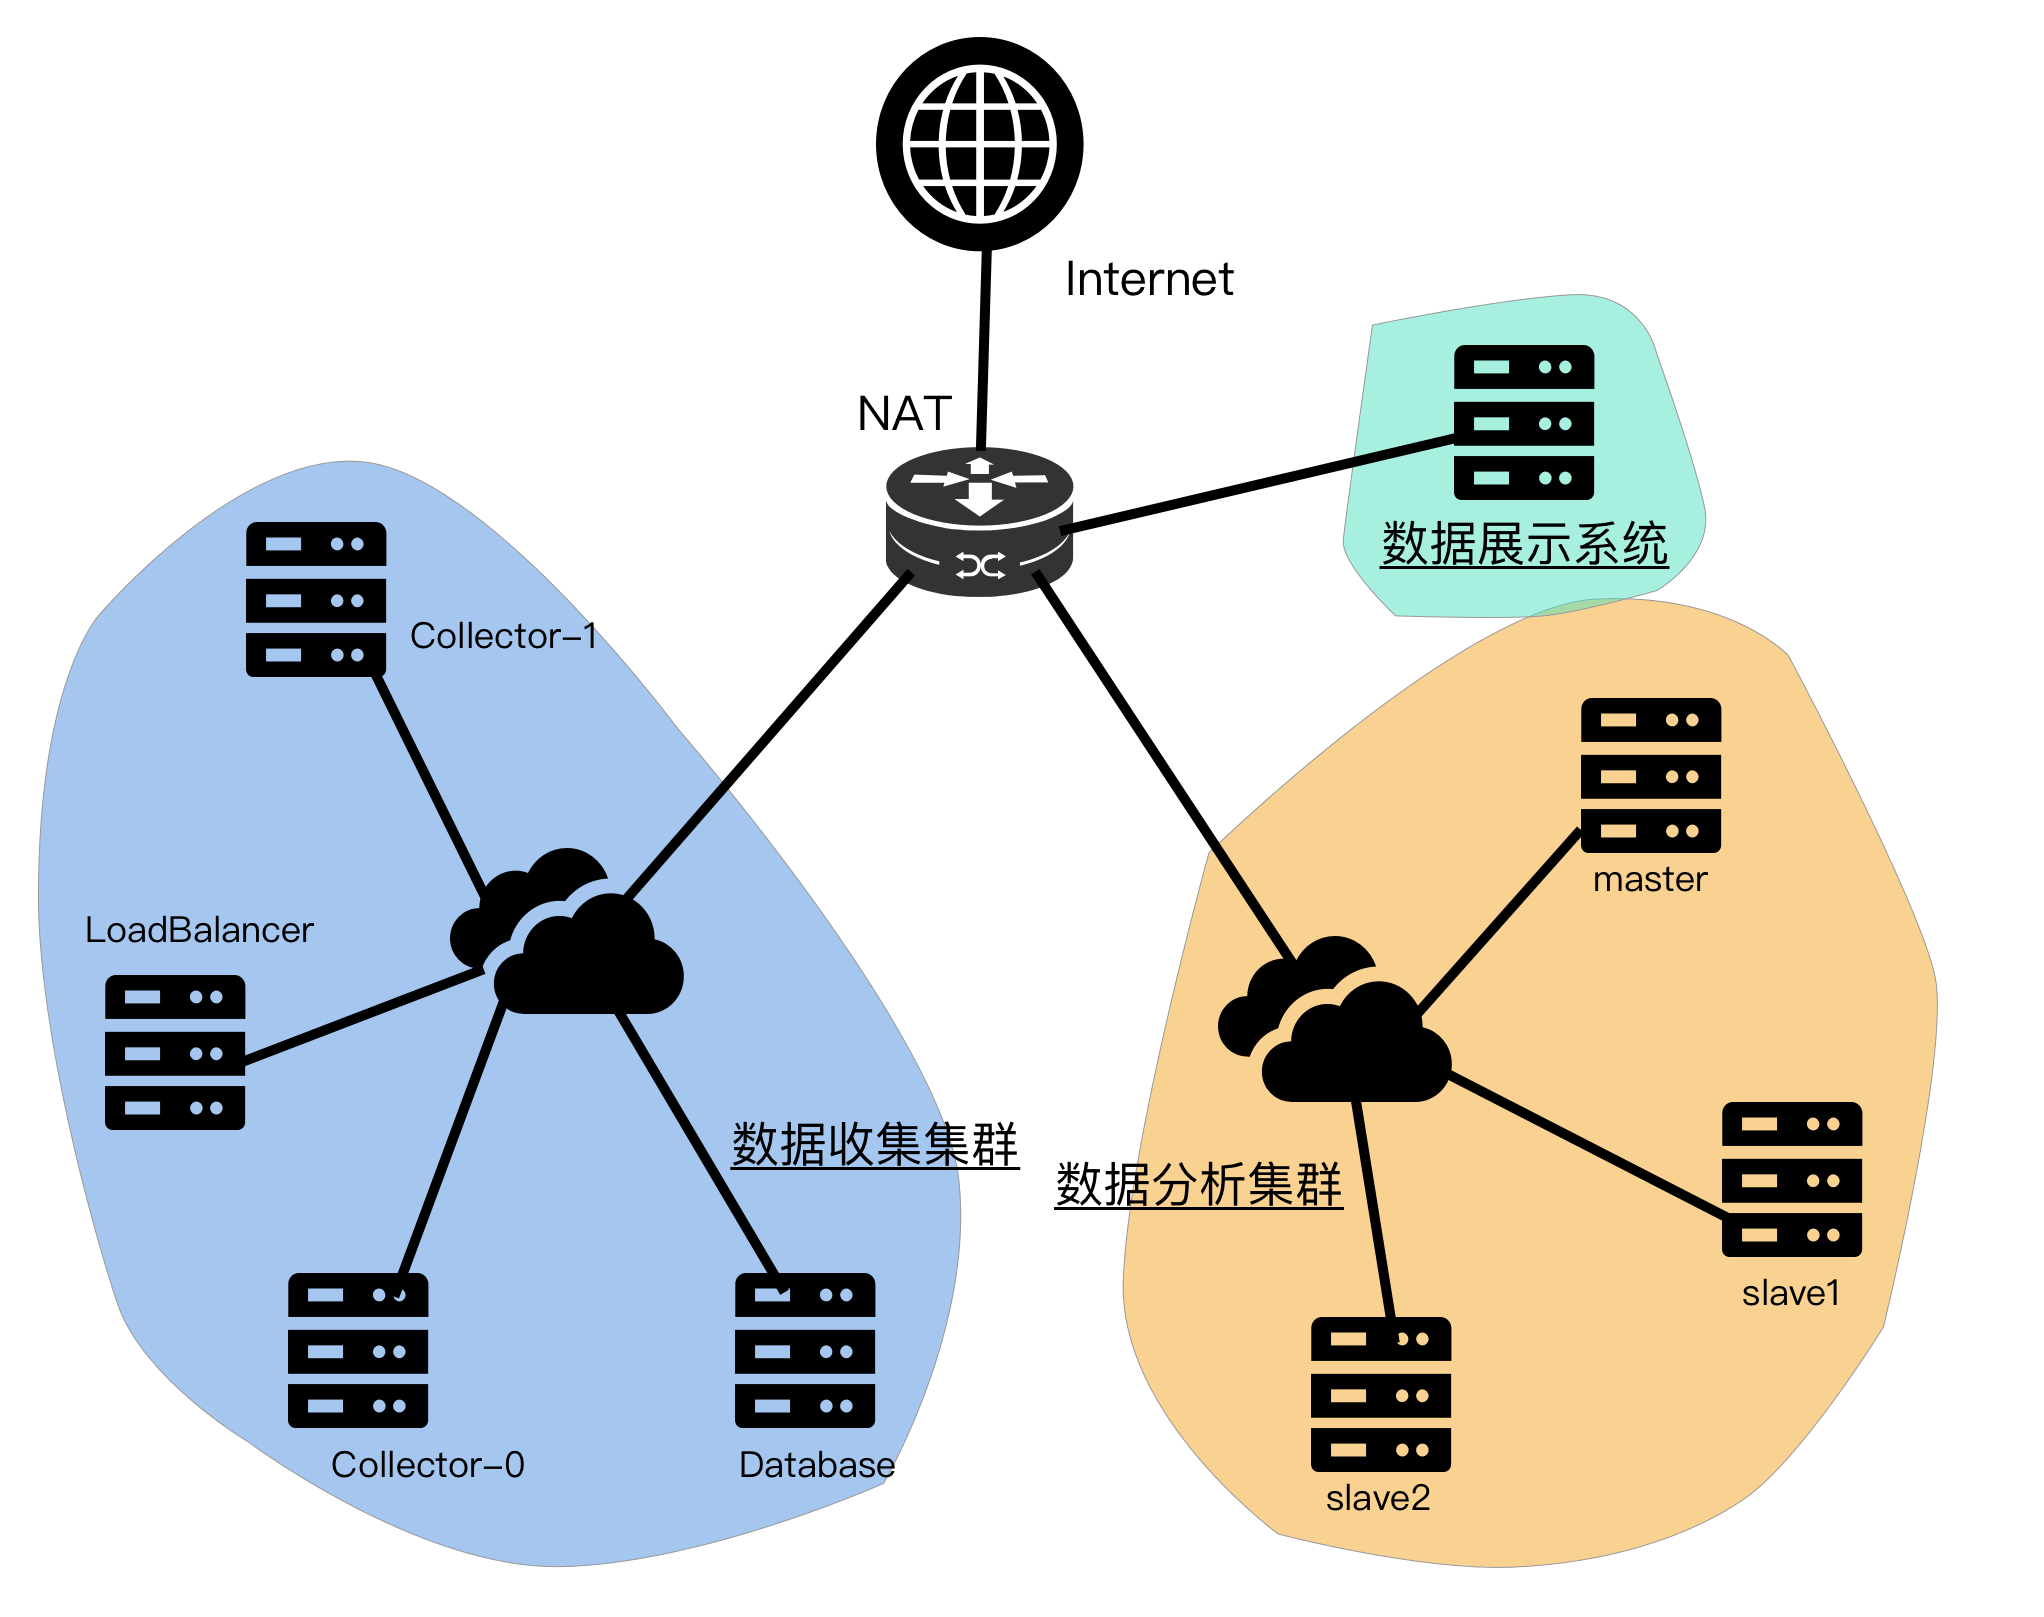 Internet
NAT
数据展示系统
Collector-1
master
LoadBalancer
数据收集集群
数据分析集群
slave1
Collector-0
Database
slave2